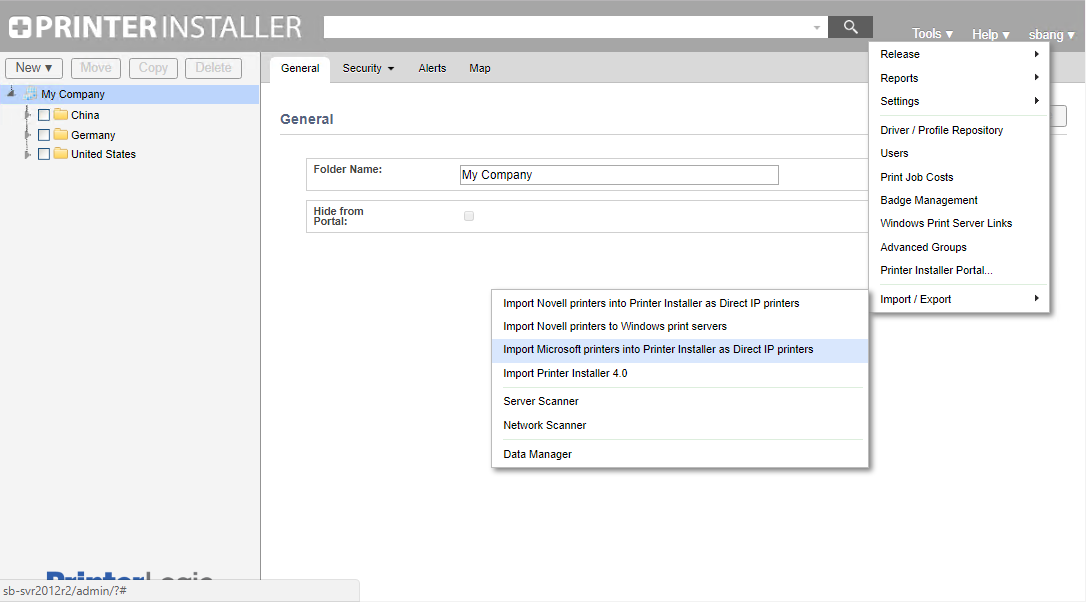 PRINTER INSTALLER
Tools ▾ Help ▾ sbang ▾
New ▾ Move Copy Delete
General Security Alerts Map
My Company
China
Germany
United States
General
Folder Name: My Company
Hide from
Portal:
Release
Reports
Settings
Driver / Profile Repository
Users
Print Job Costs
Badge Management
Windows Print Server Links
Advanced Groups
Printer Installer Portal...
Import / Export
Import Novell printers into Printer Installer as Direct IP printers
Import Novell printers to Windows print servers
Import Microsoft printers into Printer Installer as Direct IP printers
Import Printer Installer 4.0
Server Scanner
Network Scanner
Data Manager
PrinterLogic
sb-svr2012r2/admin/?#